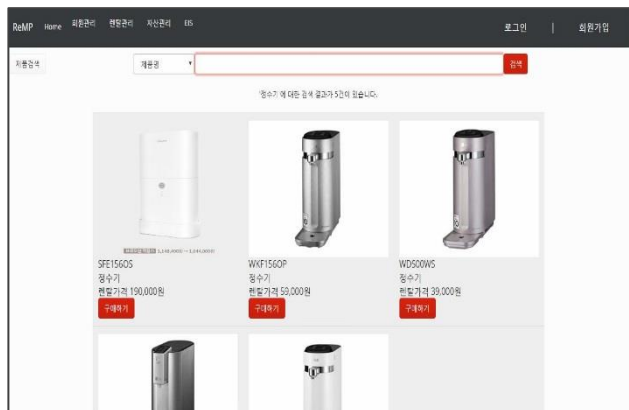 ReMP Home 회원관리 렌탈관리 자산관리 EIS 로그인 | 회원가입
제품검색 제품명 검색
'정수기'에 대한 검색 결과가 5건이 있습니다.
SFE1560S
정수기
렌탈가격 190,000원
구매하기
WKF156OP
정수기
렌탈가격 59,000원
구매하기
WD500WS
정수기
렌탈가격 39,000원
구매하기